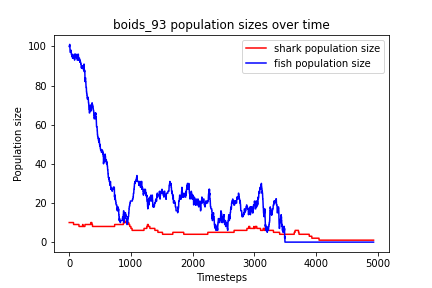 boids_93 population sizes over time
shark population size
fish population size
Population size
100
80
60
40
20
0
0 1000 2000 3000 4000 5000
Timesteps